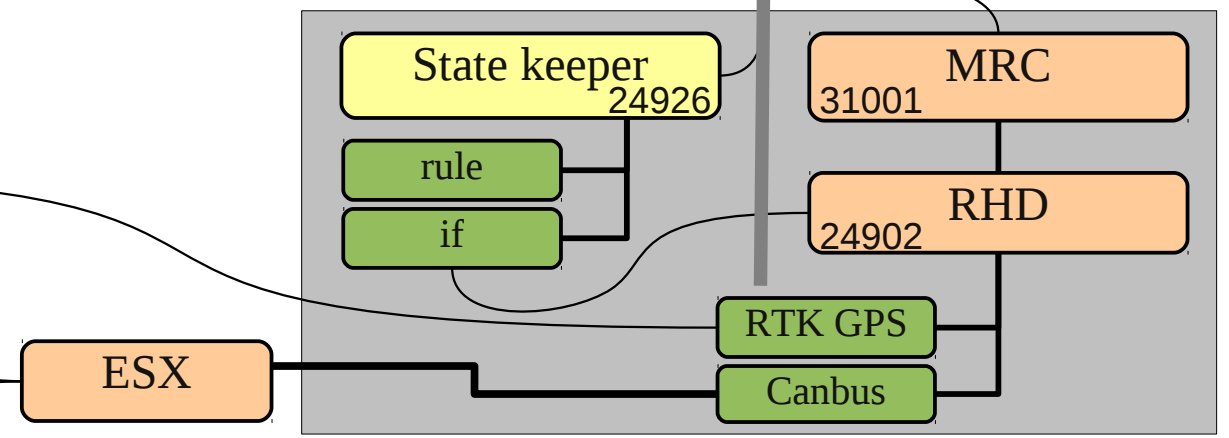 State keeper
24926
MRC
31001
rule
RHD
24902
if
RTK GPS
ESX
Canbus